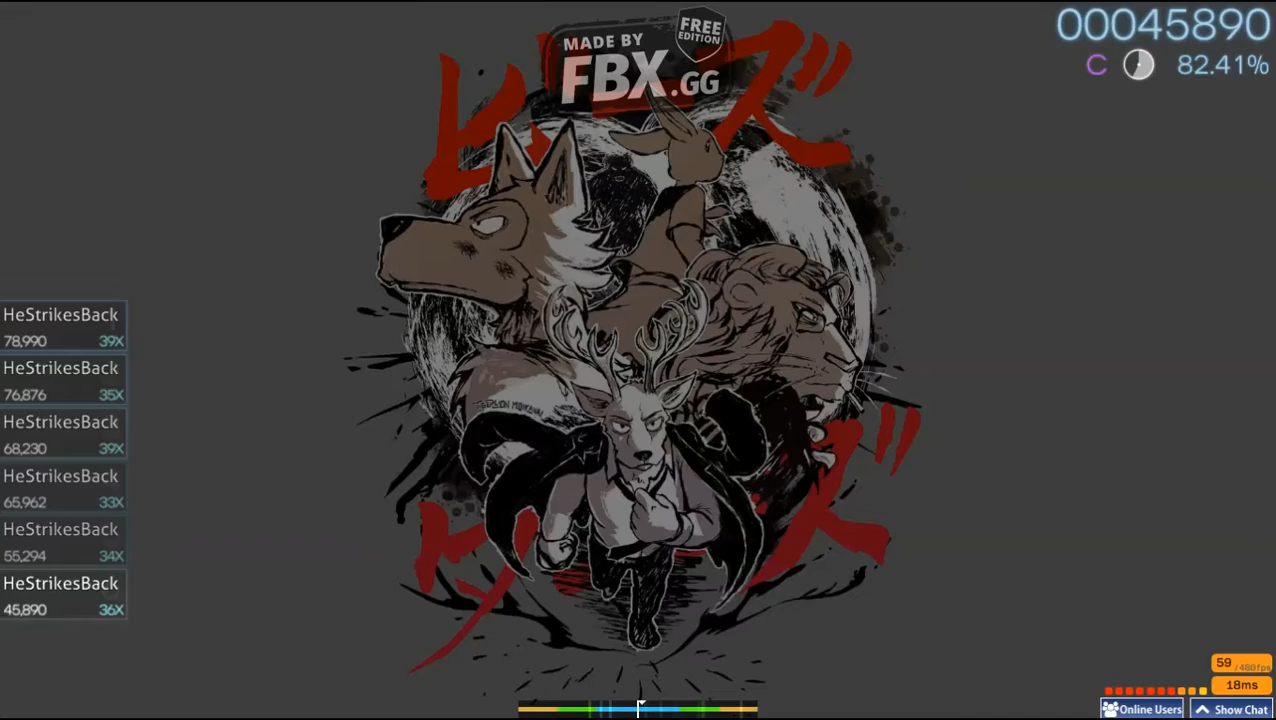 00045890
C 82.41%
MADE BY
FREE
EDITION
FBX.GG
HeStrikesBack
78,990 39X
HeStrikesBack
76,876 35X
HeStrikesBack
68,230 39X
HeStrikesBack
65,962 33X
HeStrikesBack
55,294 34X
HeStrikesBack
45,890 36X
59 /480fps
18ms
Online Users
Show Chat